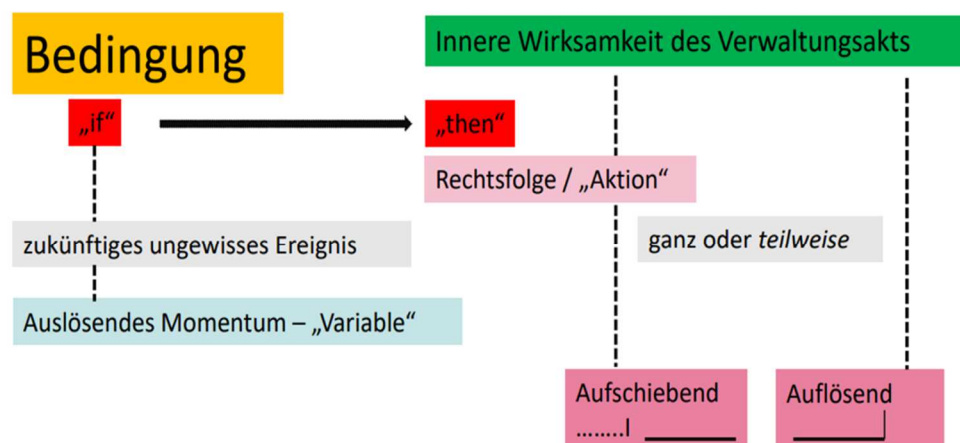 Bedingung
Innere Wirksamkeit des Verwaltungsakts
„if“
„then“
Rechtsfolge / „Aktion“
zukünftiges ungewisses Ereignis
ganz oder teilweise
Auslösendes Momentum – „Variable“
Aufschiebend
........I
Auflösend